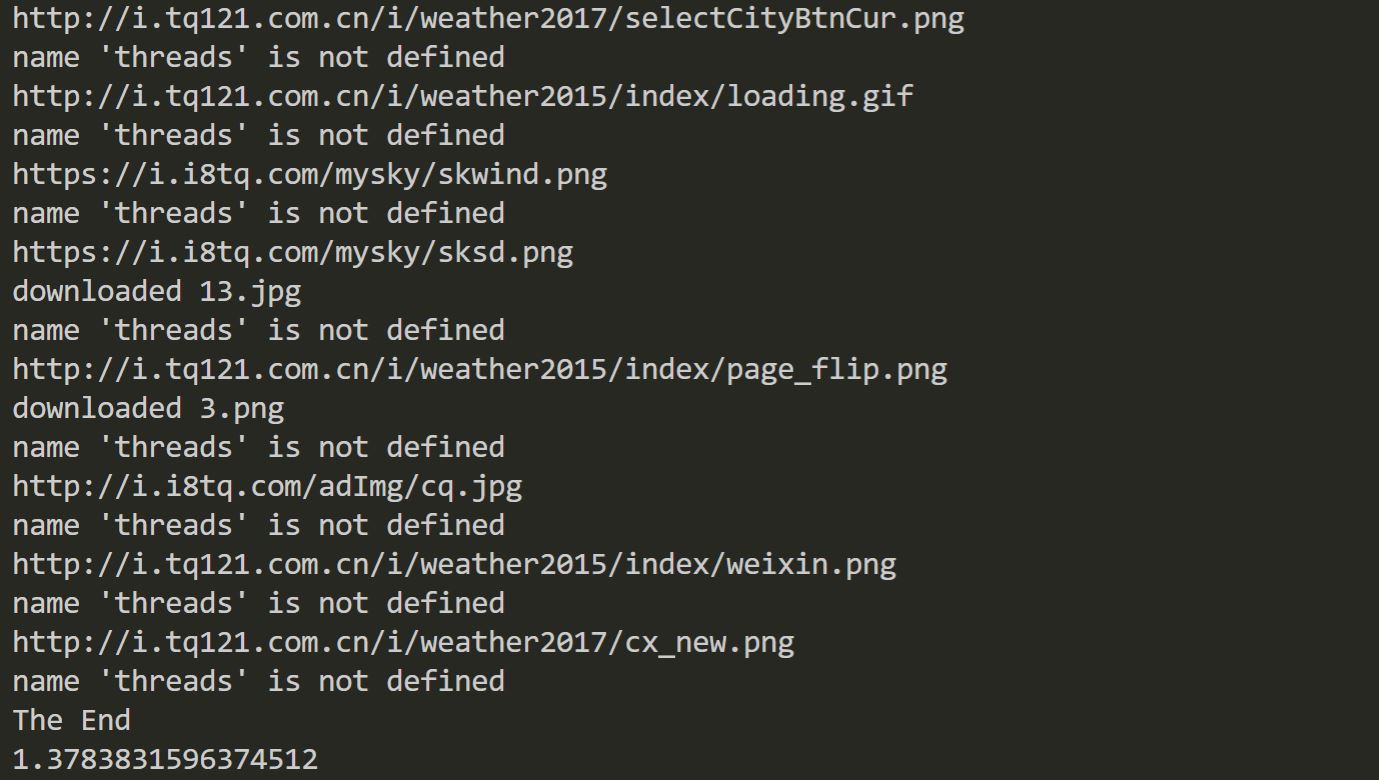 http://i.tq121.com.cn/i/weather2017/selectCityBtnCur.png
name 'threads' is not defined
http://i.tq121.com.cn/i/weather2015/index/loading.gif
name 'threads' is not defined
https://i.i8tq.com/mysky/skwind.png
name 'threads' is not defined
https://i.i8tq.com/mysky/sksd.png
downloaded 13.jpg
name 'threads' is not defined
http://i.tq121.com.cn/i/weather2015/index/page_flip.png
downloaded 3.png
name 'threads' is not defined
http://i.i8tq.com/adImg/cq.jpg
name 'threads' is not defined
http://i.tq121.com.cn/i/weather2015/index/weixin.png
name 'threads' is not defined
http://i.tq121.com.cn/i/weather2017/cx_new.png
name 'threads' is not defined
The End
1.3783831596374512